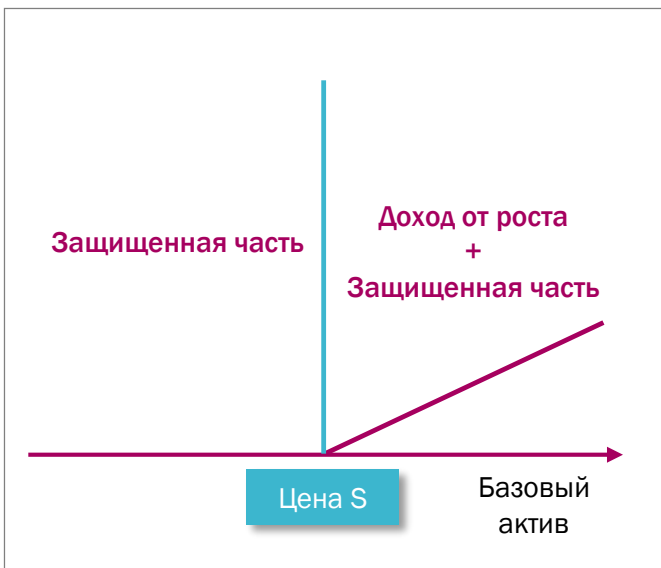 Защищенная часть
Доход от роста
+
Защищенная часть
Цена S
Базовый
актив